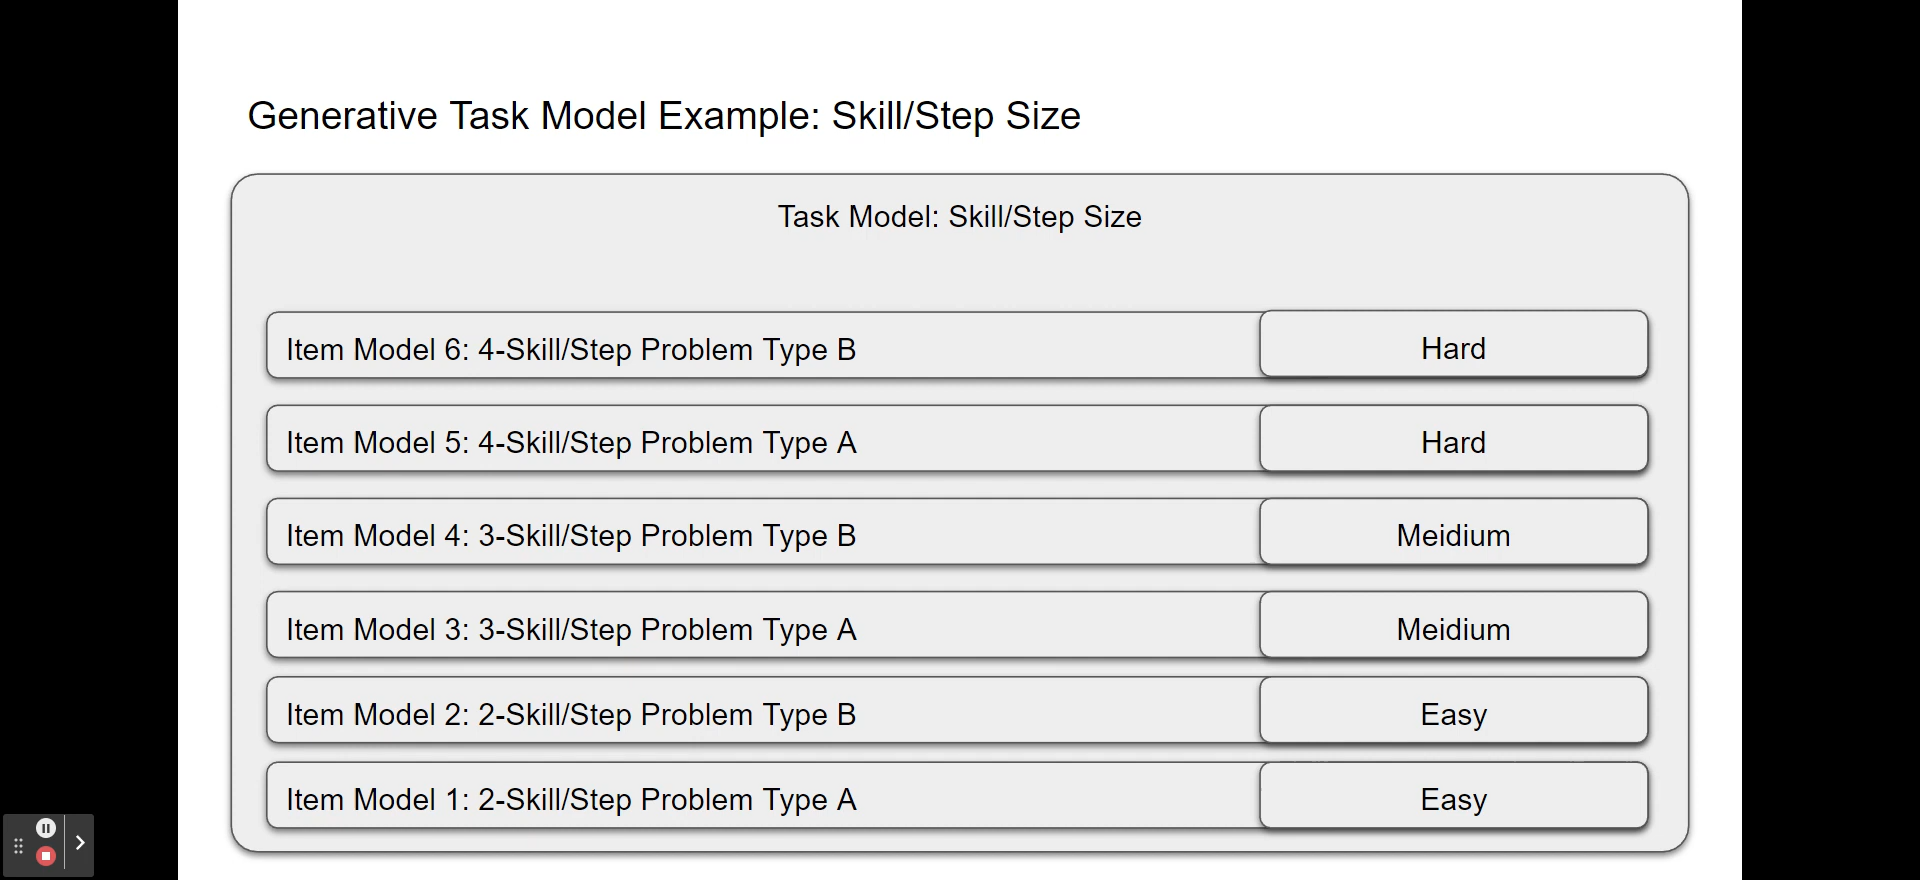 Generative Task Model Example: Skill/Step Size
Task Model: Skill/Step Size
Item Model 6: 4-Skill/Step Problem Type B Hard
Item Model 5: 4-Skill/Step Problem Type A Hard
Item Model 4: 3-Skill/Step Problem Type B Meidium
Item Model 3: 3-Skill/Step Problem Type A Meidium
Item Model 2: 2-Skill/Step Problem Type B Easy
Item Model 1: 2-Skill/Step Problem Type A Easy